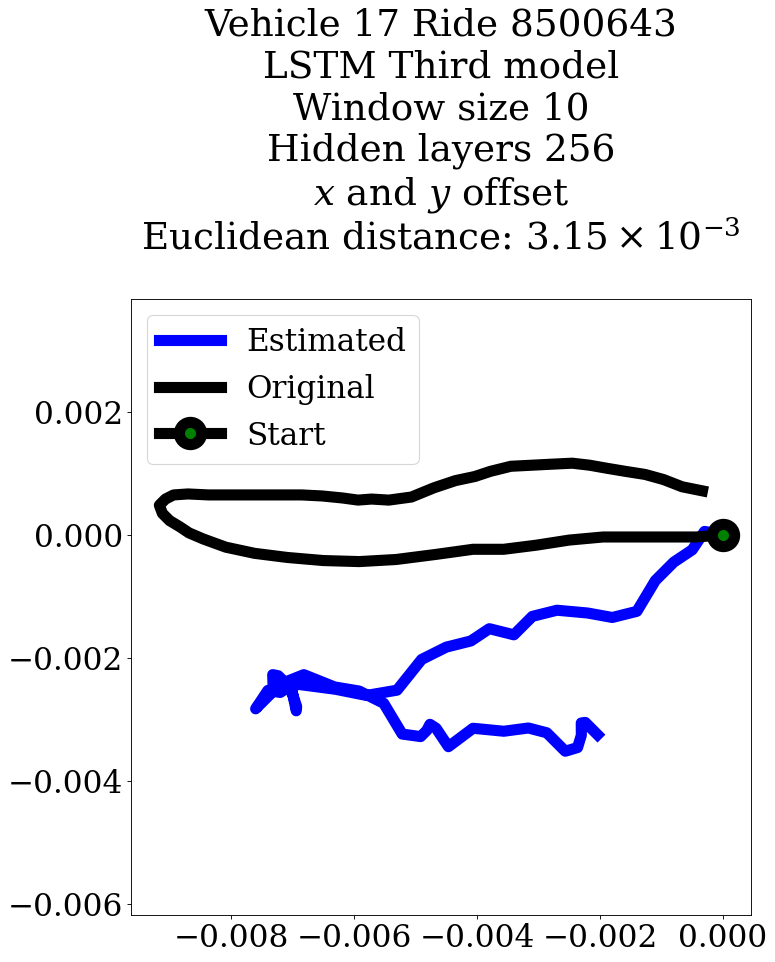 Vehicle 17 Ride 8500643
LSTM Third model
Window size 10
Hidden layers 256
x and y offset
Euclidean distance: 3.15 × 10⁻³
Estimated
Original
Start
0.002
0.000
−0.002
−0.004
−0.006
−0.008 −0.006 −0.004 −0.002 0.000